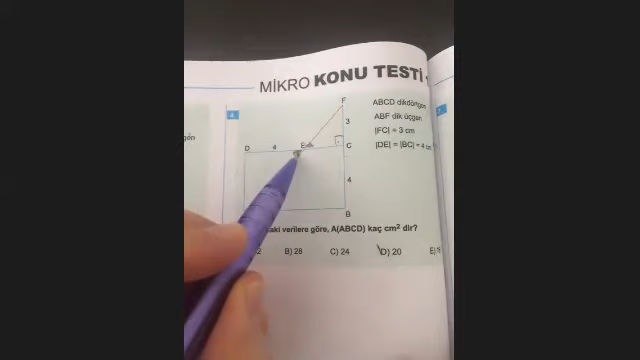 MİKRO KONU TESTİ
4.
F
ABCD dikdörtgen
3
ABF dik üçgen
|FC| = 3 cm
D 4 E C
|DE| = |BC| = 4 cm
4
B
verilere göre, A(ABCD) kaç cm² dir?
B) 28 C) 24 D) 20 E)